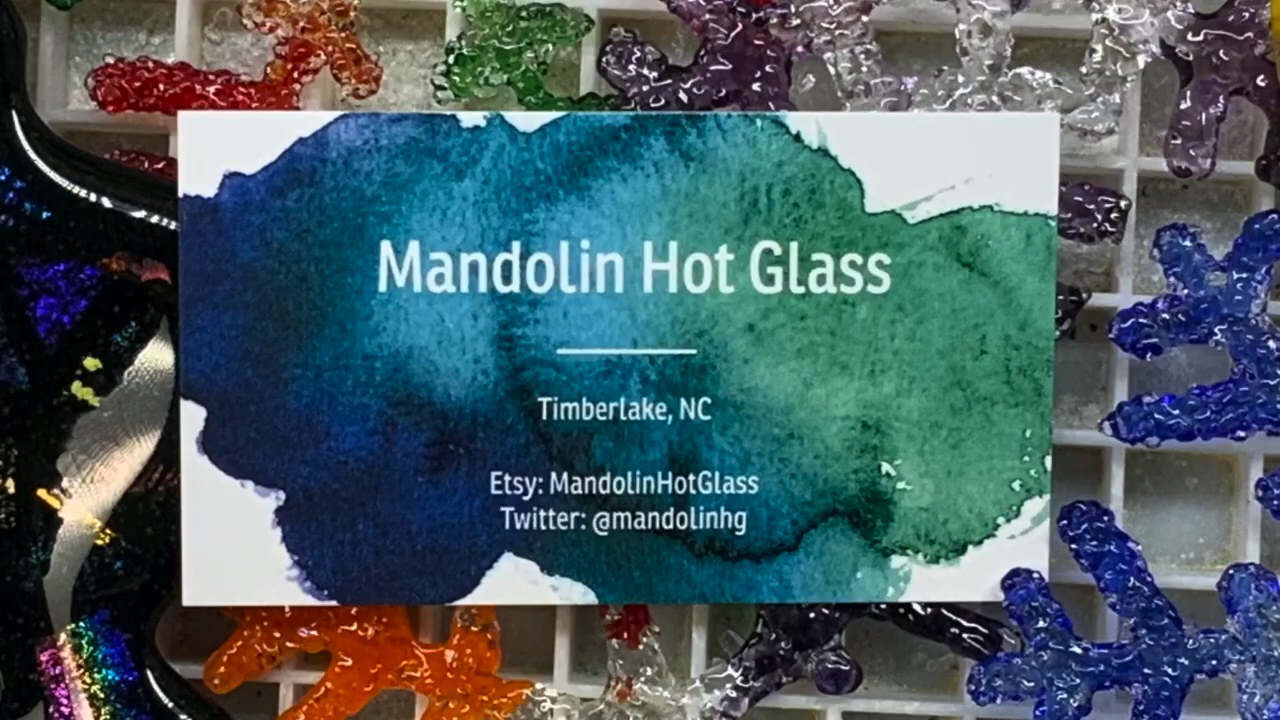 Mandolin Hot Glass
Timberlake, NC
Etsy: MandolinHotGlass
Twitter: @mandolinhg